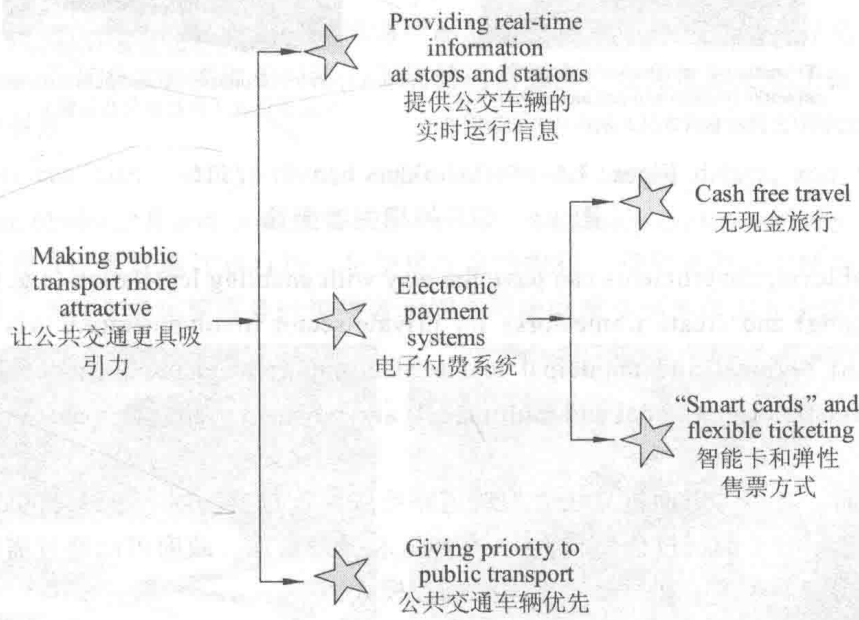 Providing real-time
information
at stops and stations
提供公交车辆的
实时运行信息
Making public
transport more
attractive
让公共交通更具吸
引力
Electronic
payment
systems
电子付费系统
Cash free travel
无现金旅行
“Smart cards” and
flexible ticketing
智能卡和弹性
售票方式
Giving priority to
public transport
公共交通车辆优先